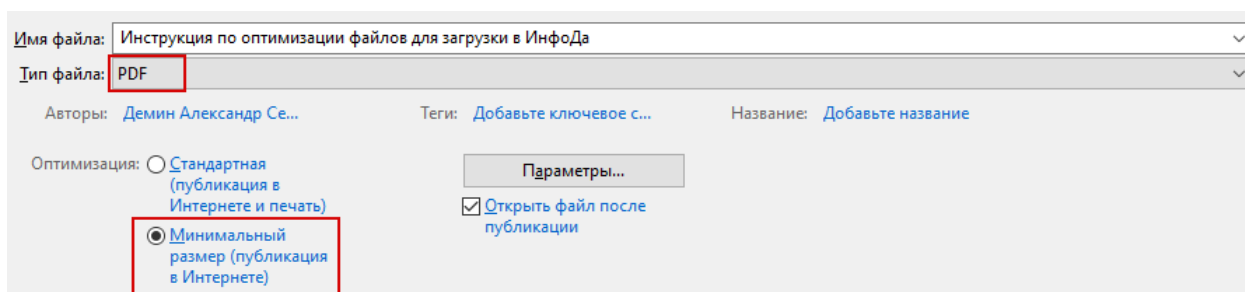 Имя файла: Инструкция по оптимизации файлов для загрузки в ИнфоДа
Тип файла: PDF
Авторы: Демин Александр Се... Теги: Добавьте ключевое с... Название: Добавьте название
Оптимизация: Стандартная
(публикация в
Интернете и печать)
Минимальный
размер (публикация
в Интернете)
Параметры...
Открыть файл после
публикации